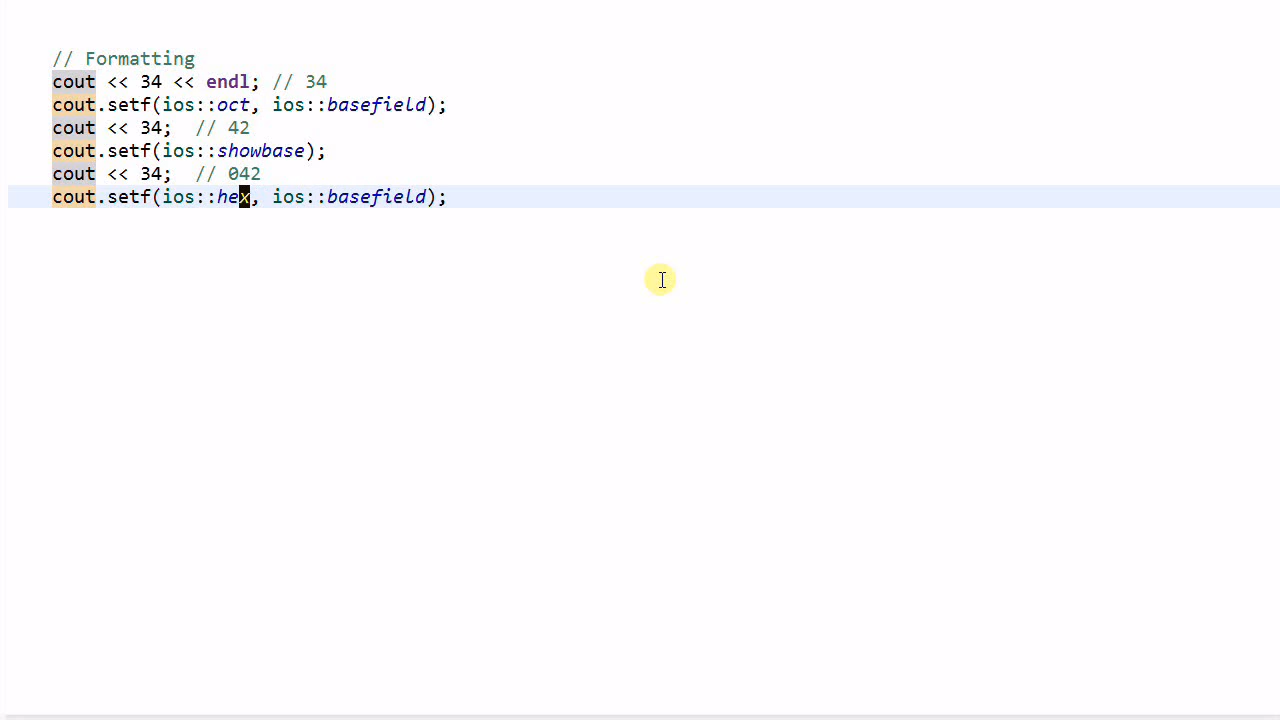 // Formatting
cout << 34 << endl; // 34
cout.setf(ios::oct, ios::basefield);
cout << 34;  // 42
cout.setf(ios::showbase);
cout << 34;  // 042
cout.setf(ios::hex, ios::basefield);